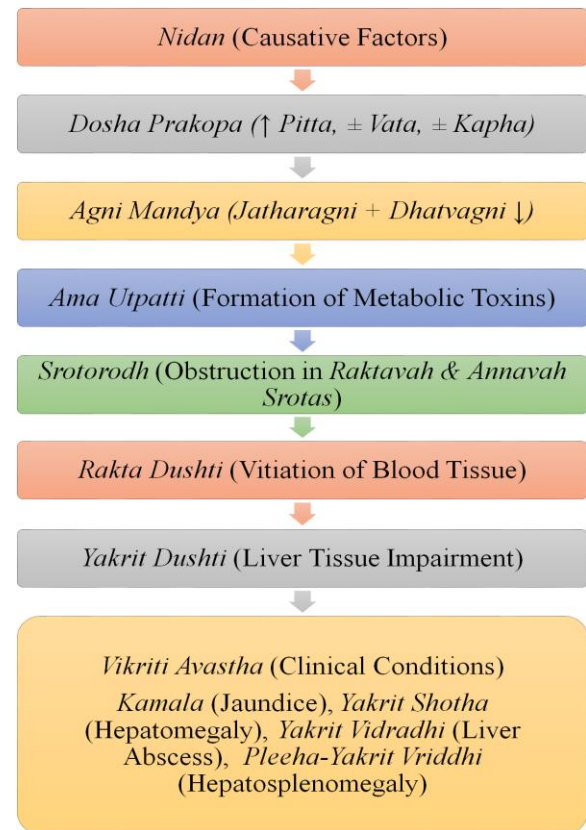 Nidan (Causative Factors)
Dosha Prakopa (↑ Pitta, ± Vata, ± Kapha)
Agni Mandya (Jatharagni + Dhatvagni ↓)
Ama Utpatti (Formation of Metabolic Toxins)
Srotorodh (Obstruction in Raktavah & Annavah
Srotas)
Rakta Dushti (Vitiation of Blood Tissue)
Yakrit Dushti (Liver Tissue Impairment)
Vikriti Avastha (Clinical Conditions)
Kamala (Jaundice), Yakrit Shotha
(Hepatomegaly), Yakrit Vidradhi (Liver
Abscess), Pleeha-Yakrit Vriddhi
(Hepatosplenomegaly)